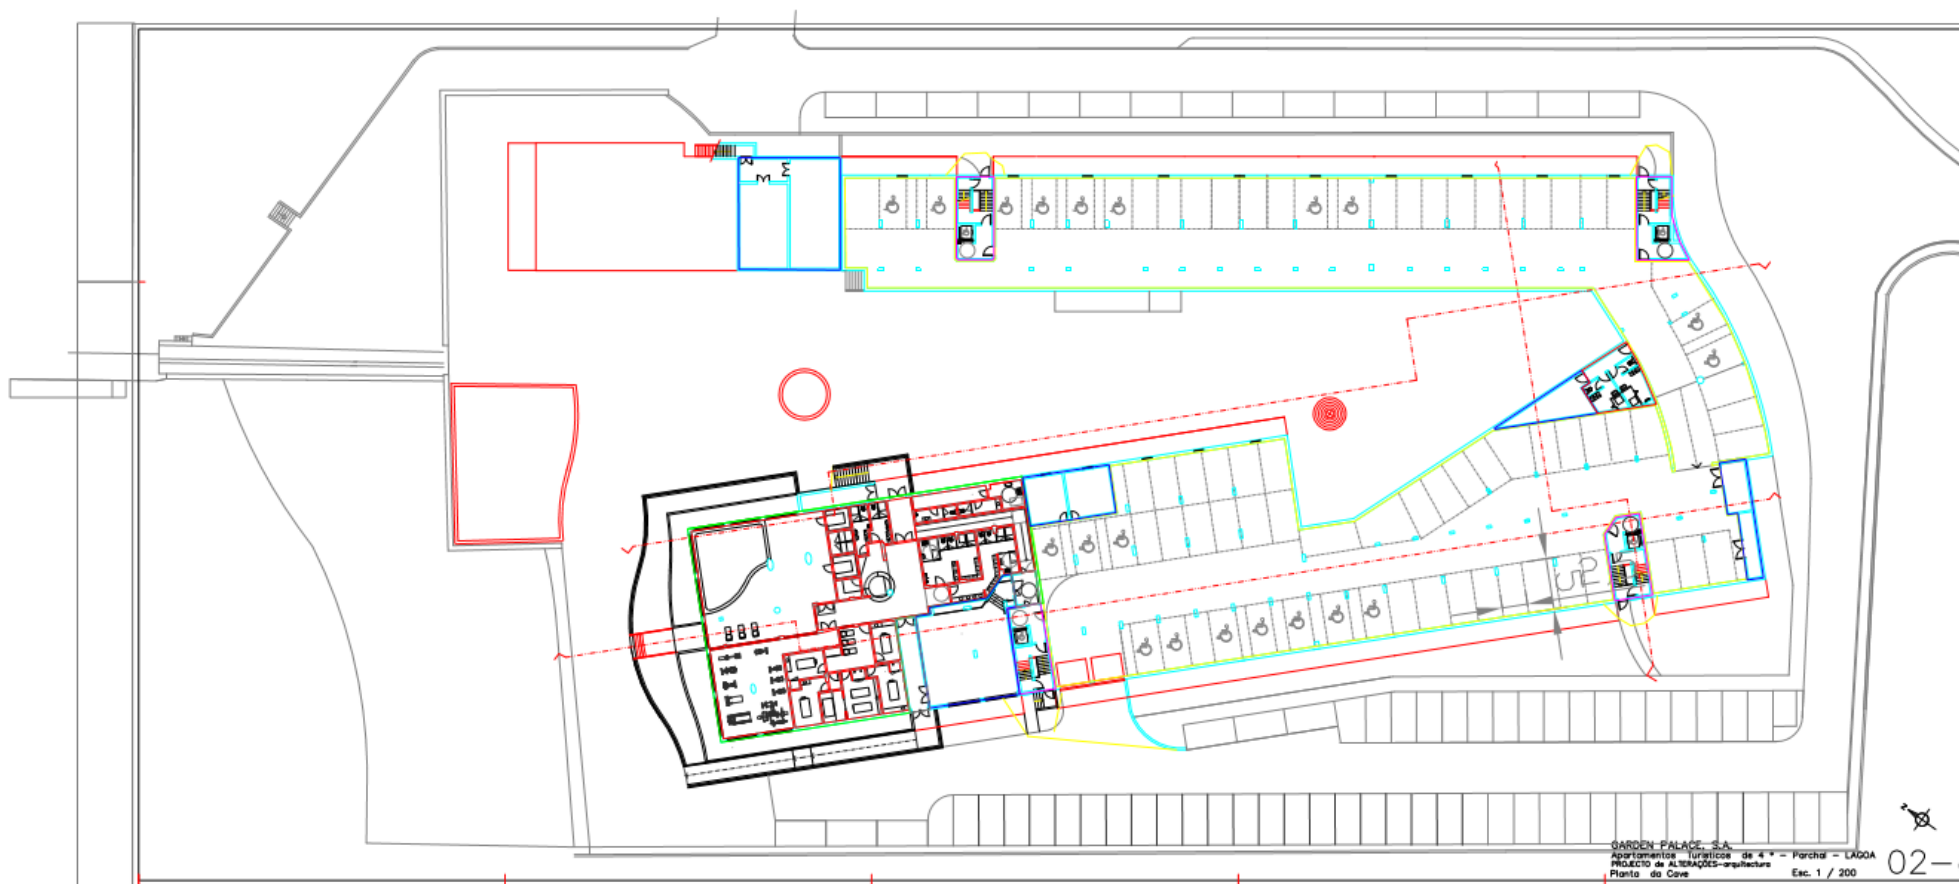 GARDEN PALACE, S.A.
Apartamentos Turísticos de 4 * - Parchal - LAGOA
PROJECTO de ALTERAÇÕES-arquitectura
Planta da Cave Esc. 1 / 200
02-